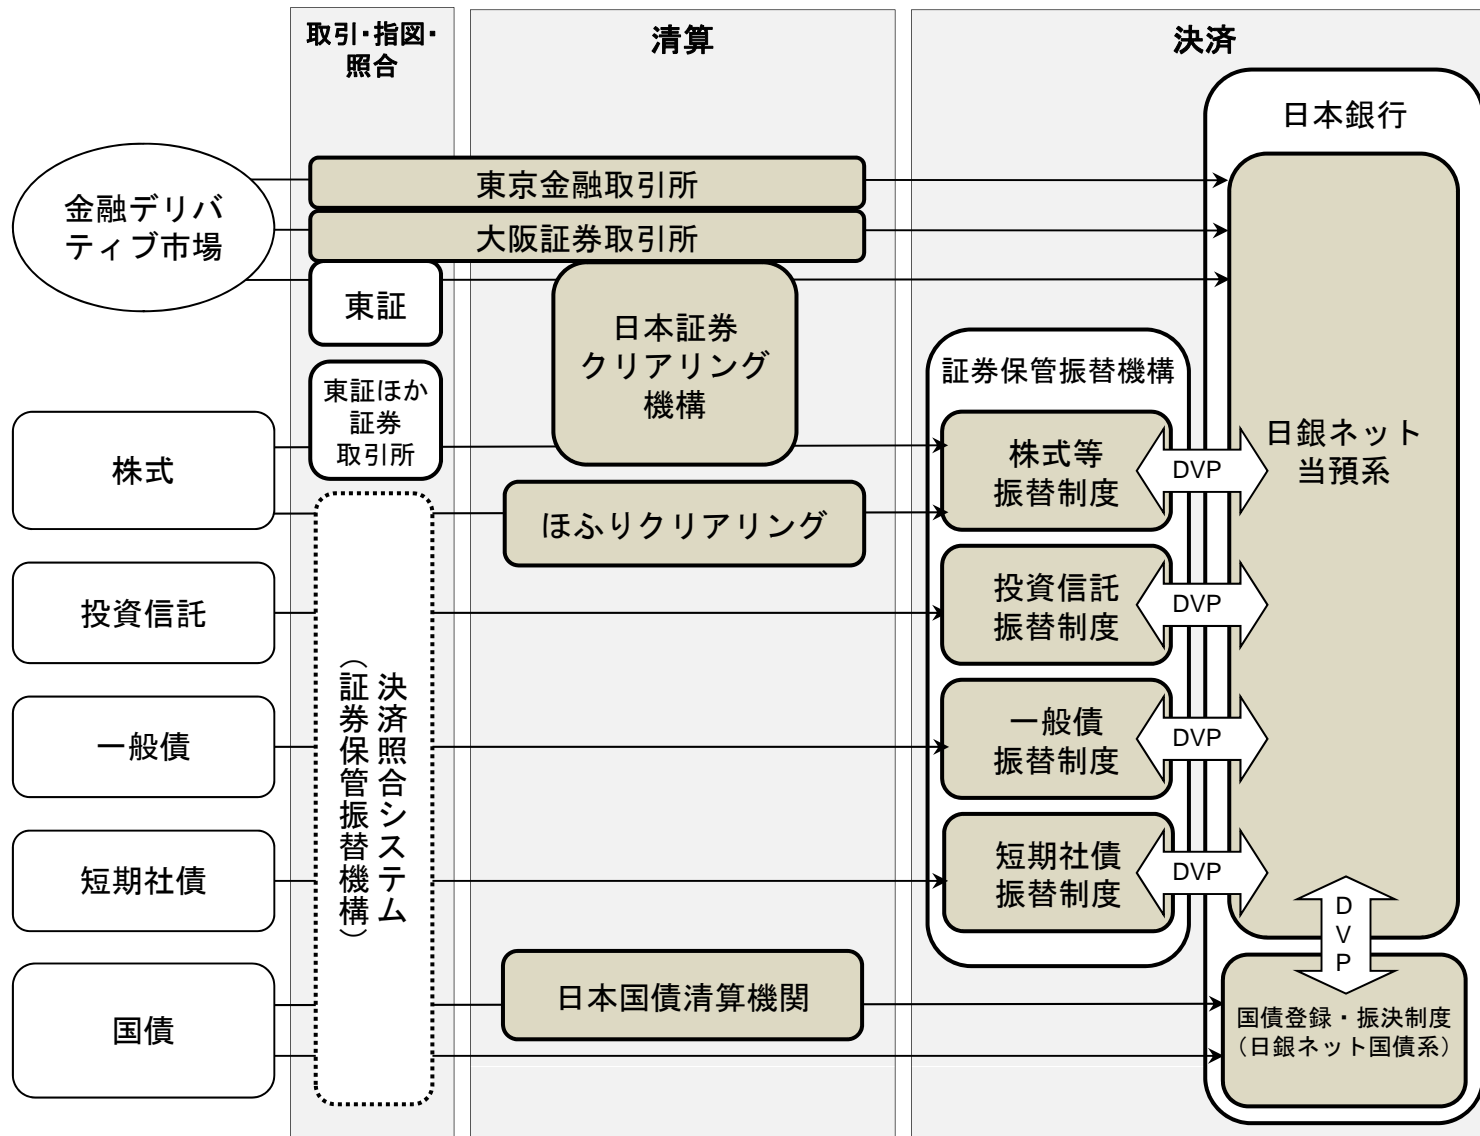 取引・指図・
照合
清算
決済
日本銀行
金融デリバ
ティブ市場
東京金融取引所
大阪証券取引所
東証
日本証券
クリアリング
機構
証券保管振替機構
東証ほか
証券
取引所
株式
株式等
振替制度
DVP
日銀ネット
当預系
ほふりクリアリング
投資信託
投資信託
振替制度
DVP
決済照合システム
（証券保管振替機構）
一般債
一般債
振替制度
DVP
短期社債
短期社債
振替制度
DVP
D
V
P
国債
日本国債清算機関
国債登録・振決制度
（日銀ネット国債系）